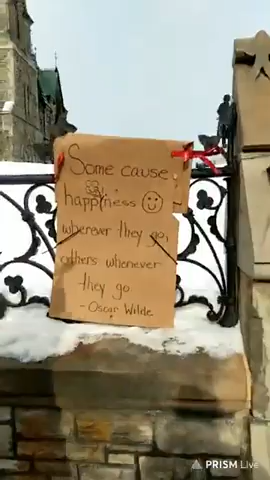 Some cause
happiness
wherever they go,
others whenever
they go
- Oscar Wilde
PRISM Live